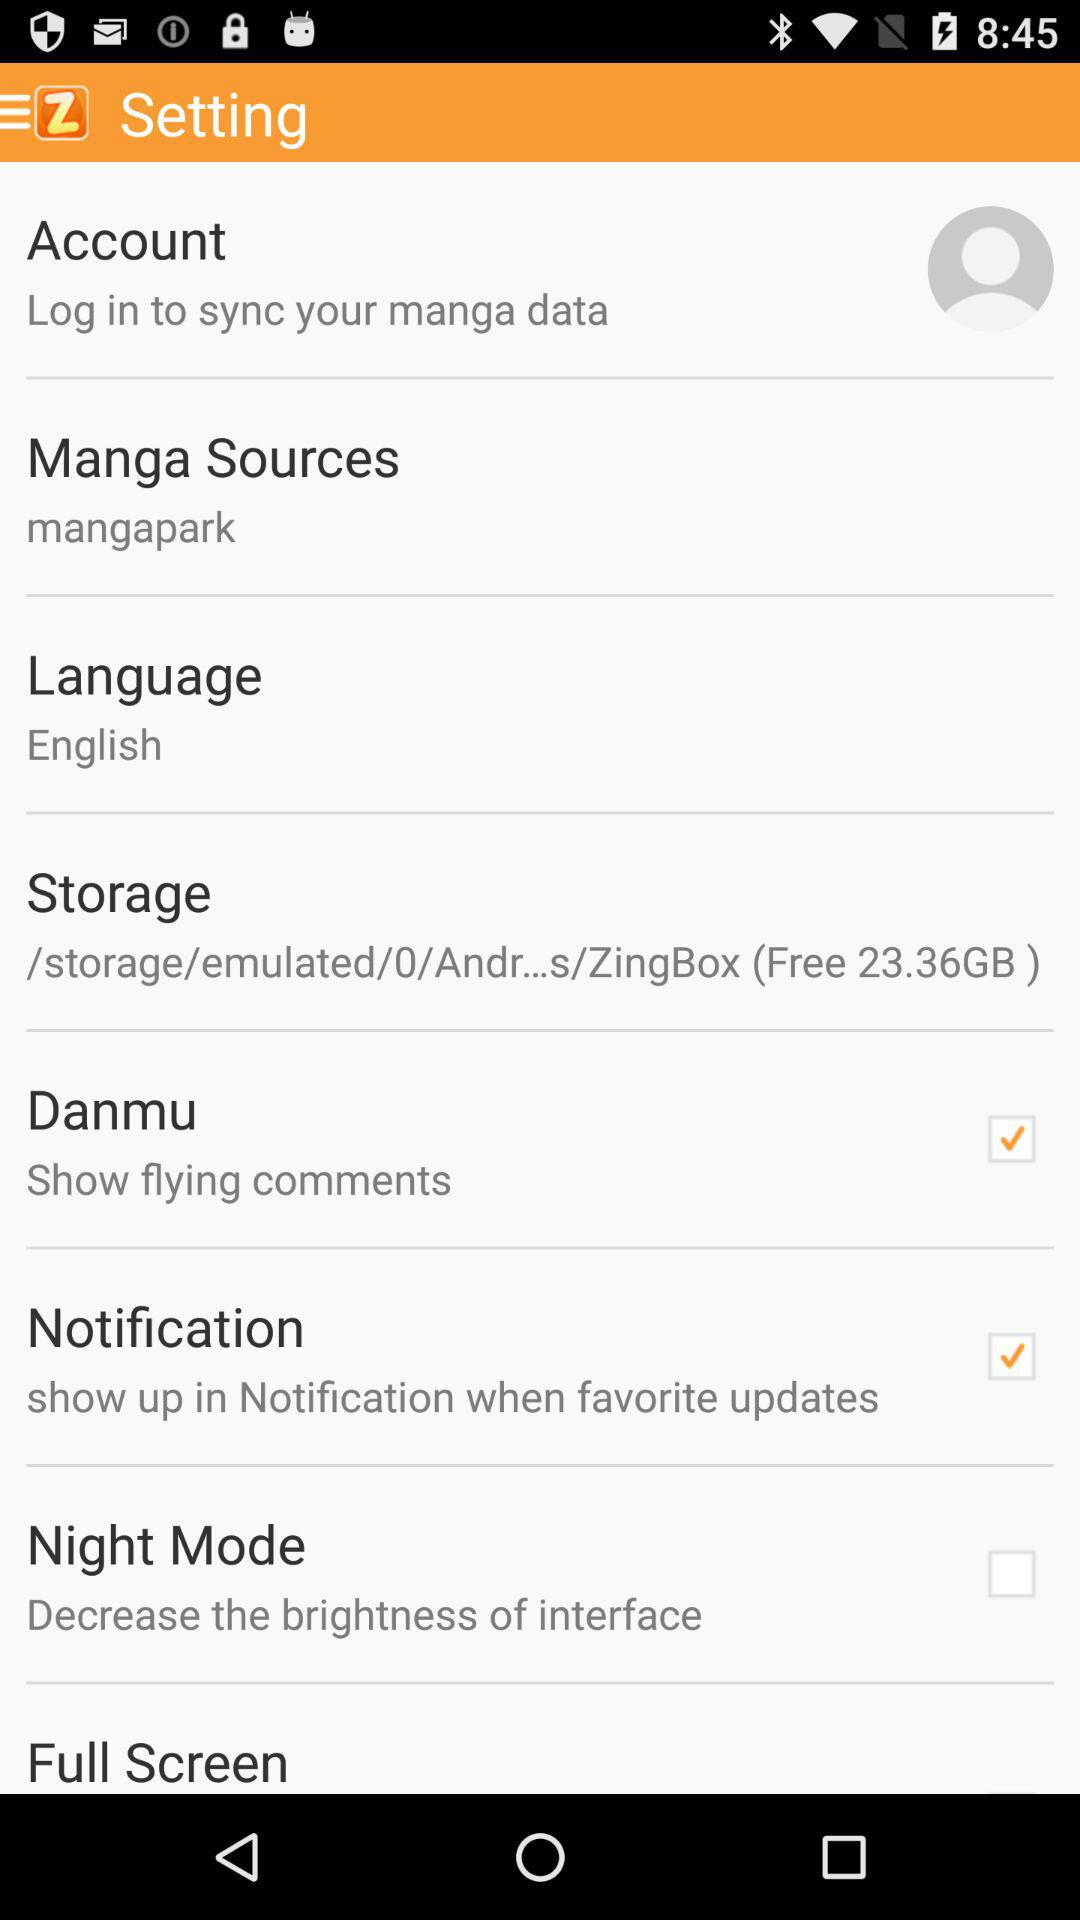 8:45
Z Setting
Account
Log in to sync your manga data
Manga Sources
mangapark
Language
English
Storage
/storage/emulated/0/Andr...s/ZingBox (Free 23.36GB )
Danmu
Show flying comments
Notification
show up in Notification when favorite updates
Night Mode
Decrease the brightness of interface
Full Screen